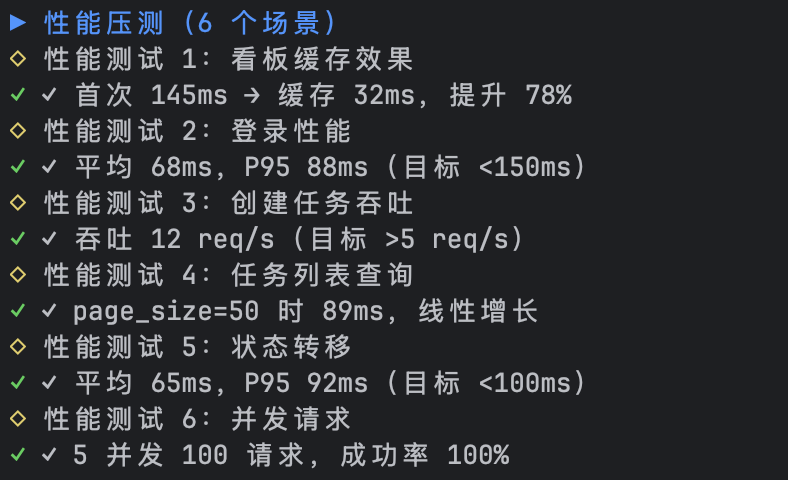 ▶ 性能压测（6 个场景）
◇ 性能测试 1: 看板缓存效果
✓ ✓ 首次 145ms → 缓存 32ms, 提升 78%
◇ 性能测试 2: 登录性能
✓ ✓ 平均 68ms, P95 88ms (目标 <150ms)
◇ 性能测试 3: 创建任务吞吐
✓ ✓ 吞吐 12 req/s (目标 >5 req/s)
◇ 性能测试 4: 任务列表查询
✓ ✓ page_size=50 时 89ms, 线性增长
◇ 性能测试 5: 状态转移
✓ ✓ 平均 65ms, P95 92ms (目标 <100ms)
◇ 性能测试 6: 并发请求
✓ ✓ 5 并发 100 请求, 成功率 100%